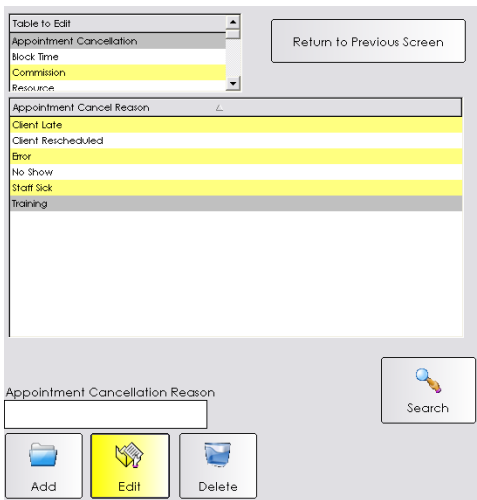 Table to Edit
Appointment Cancellation
Block Time
Commission
Resource
Return to Previous Screen
Appointment Cancel Reason
Client Late
Client Rescheduled
Error
No Show
Staff Sick
Training
Appointment Cancellation Reason
Search
Add
Edit
Delete